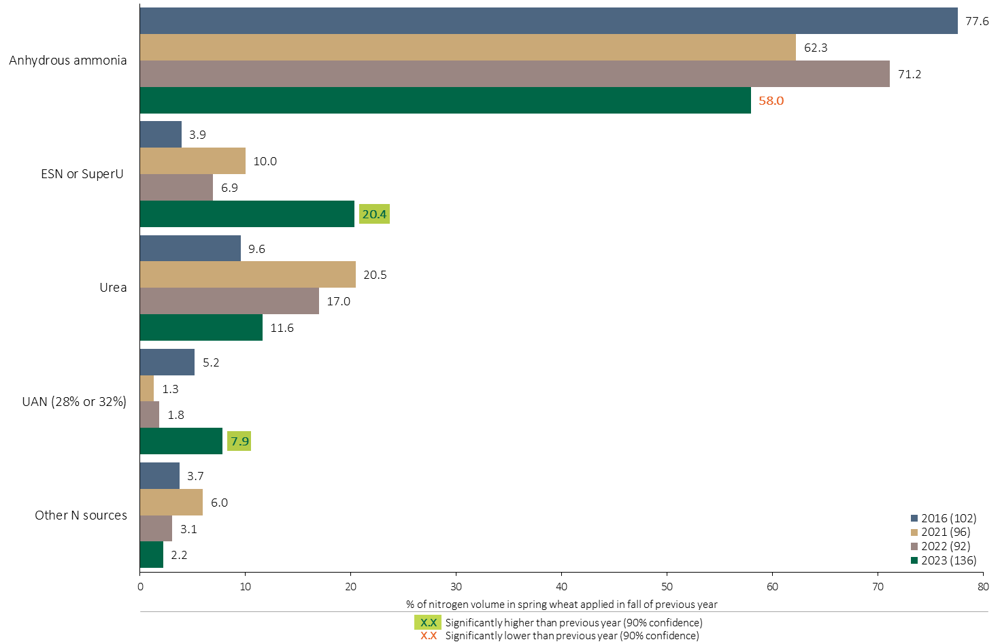 77.6
62.3
Anhydrous ammonia
71.2
58.0
3.9
10.0
ESN or SuperU
6.9
20.4
9.6
20.5
Urea
17.0
11.6
5.2
1.3
UAN (28% or 32%)
1.8
7.9
3.7
6.0
Other N sources
3.1
2.2
2016 (102)
2021 (96)
2022 (92)
2023 (136)
0 10 20 30 40 50 60 70 80
% of nitrogen volume in spring wheat applied in fall of previous year
X.X Significantly higher than previous year (90% confidence)
X.X Significantly lower than previous year (90% confidence)